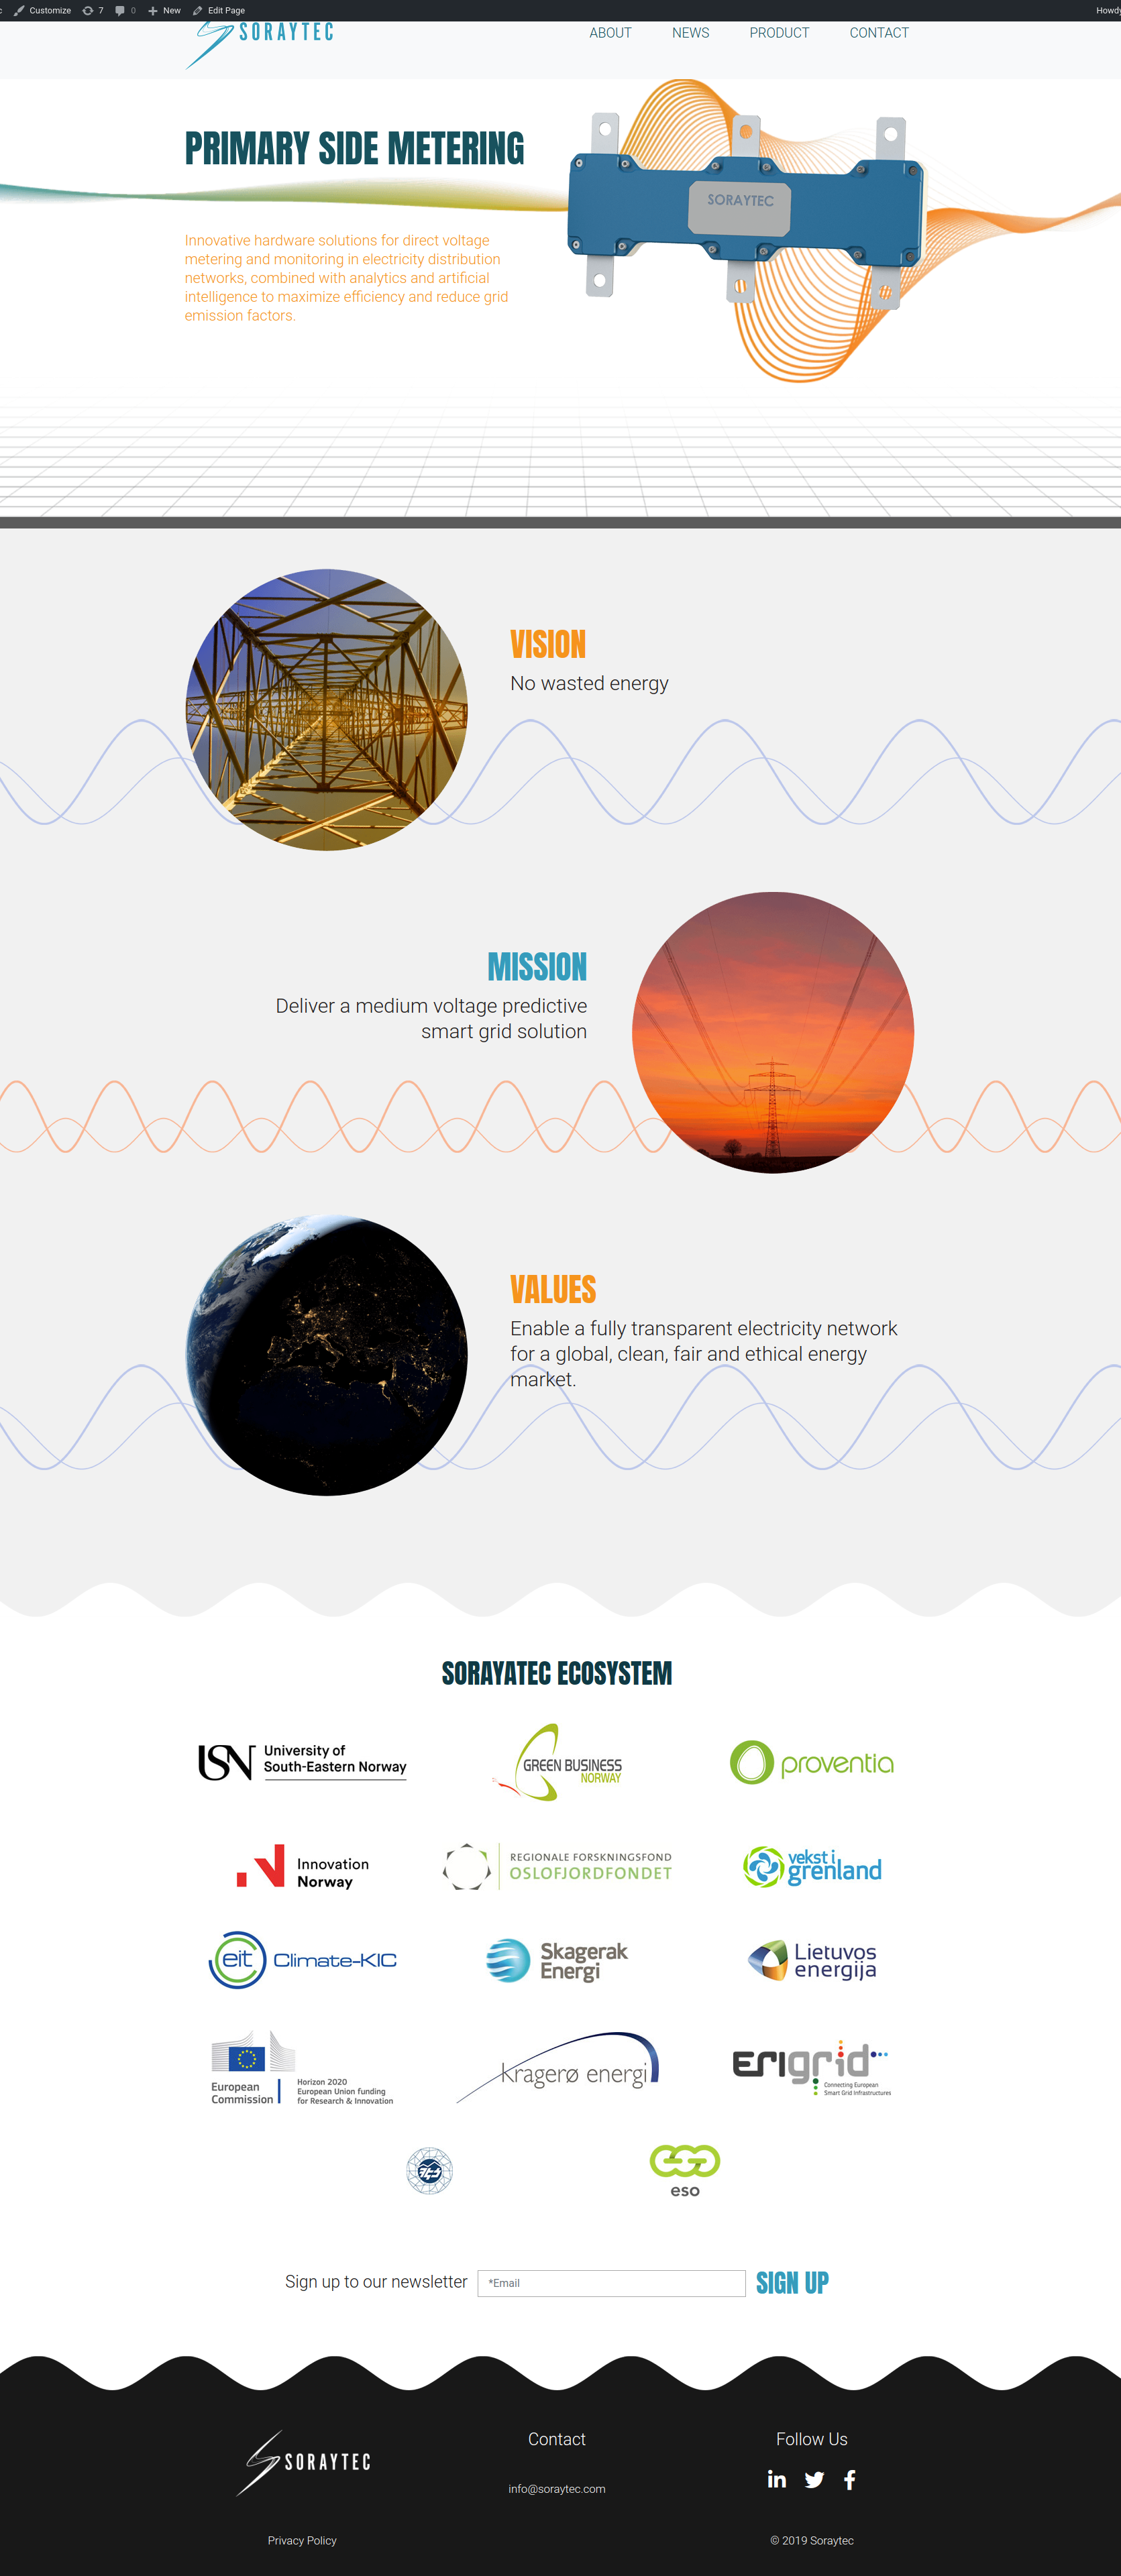 Customize 7 0 New Edit Page Howdy
SORAYTEC ABOUT NEWS PRODUCT CONTACT
PRIMARY SIDE METERING
SORAYTEC
Innovative hardware solutions for direct voltage
metering and monitoring in electricity distribution
networks, combined with analytics and artificial
intelligence to maximize efficiency and reduce grid
emission factors.
VISION
No wasted energy
MISSION
Deliver a medium voltage predictive
smart grid solution
VALUES
Enable a fully transparent electricity network
for a global, clean, fair and ethical energy
market.
SORAYATEC ECOSYSTEM
USN University of
South-Eastern Norway
GREEN BUSINESS
NORWAY
proventia
Innovation
Norway
REGIONALE FORSKNINGSFOND
OSLOFJORDFONDET
vekst i
grenland
eit Climate-KIC
Skagerak
Energi
Lietuvos
energija
European
Commission
Horizon 2020
European Union funding
for Research & Innovation
kragerø energi
Erigrid
Connecting European
Smart Grid Infrastructures
eso
Sign up to our newsletter *Email SIGN UP
SORAYTEC
Contact
Follow Us
info@soraytec.com
Privacy Policy
© 2019 Soraytec